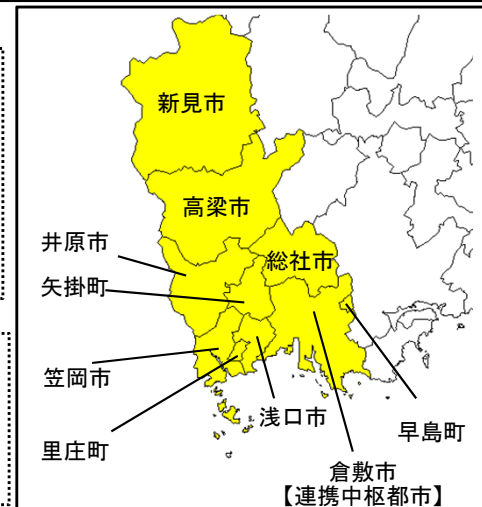 新見市
高梁市
井原市
総社市
矢掛町
笠岡市
浅口市
早島町
里庄町
倉敷市
【連携中枢都市】